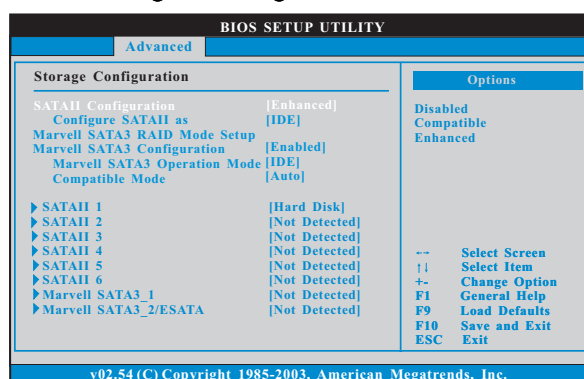 BIOS SETUP UTILITY
Advanced
Storage Configuration
SATAII Configuration [Enhanced]
Configure SATAII as [IDE]
Marvell SATA3 RAID Mode Setup
Marvell SATA3 Configuration [Enabled]
Marvell SATA3 Operation Mode [IDE]
Compatible Mode [Auto]
SATAII 1 [Hard Disk]
SATAII 2 [Not Detected]
SATAII 3 [Not Detected]
SATAII 4 [Not Detected]
SATAII 5 [Not Detected]
SATAII 6 [Not Detected]
Marvell SATA3_1 [Not Detected]
Marvell SATA3_2/ESATA [Not Detected]
Options
Disabled
Compatible
Enhanced
←→ Select Screen
↑↓ Select Item
+- Change Option
F1 General Help
F9 Load Defaults
F10 Save and Exit
ESC Exit
v02.54 (C) Copyright 1985-2003, American Megatrends, Inc.